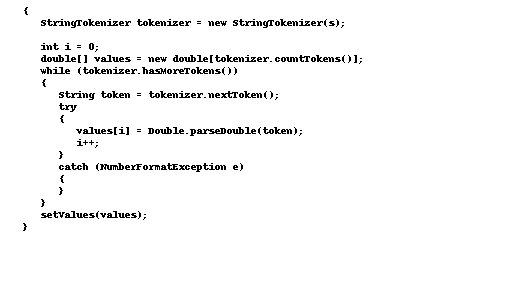 {
StringTokenizer tokenizer = new StringTokenizer(s);
int i = 0;
double[] values = new double[tokenizer.countTokens()];
while (tokenizer.hasMoreTokens())
{
String token = tokenizer.nextToken();
try
{
values[i] = Double.parseDouble(token);
i++;
}
catch (NumberFormatException e)
{
}
}
setValues(values);
}